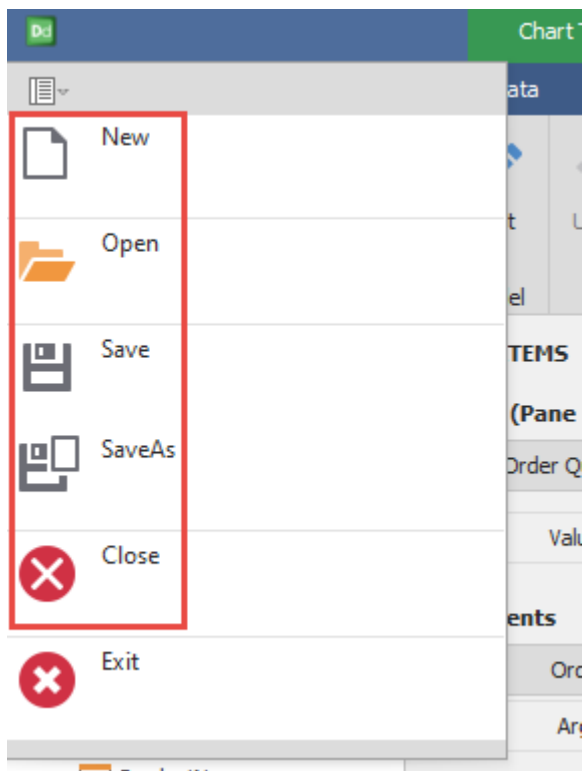 Dd
Chart
ata
New
Open
Save
SaveAs
Close
Exit
t
el
TEMS
(Pane
Order Q
Valu
ents
Ord
Arg